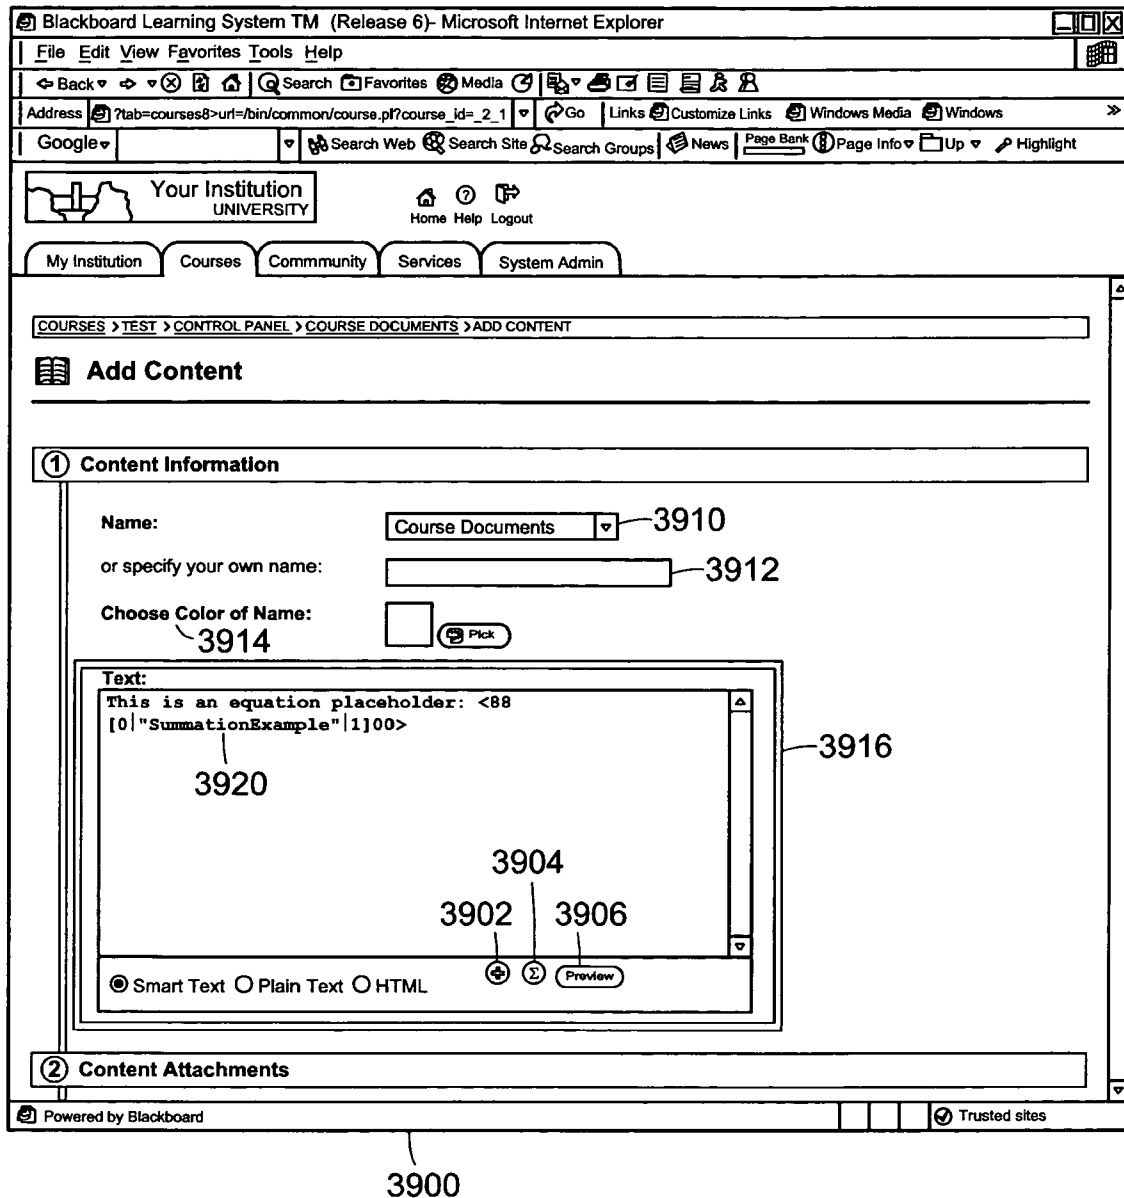 Blackboard Learning System TM (Release 6)- Microsoft Internet Explorer
File Edit View Favorites Tools Help
Back Search Favorites Media
Address ?tab=courses8>url=/bin/common/course.pl?course_id=_2_1 Go Links Customize Links Windows Media Windows »
Google Search Web Search Site Search Groups News Page Bank Page Info Up Highlight
Your Institution
UNIVERSITY
Home Help Logout
My Institution Courses Commmunity Services System Admin
COURSES > TEST > CONTROL PANEL > COURSE DOCUMENTS >ADD CONTENT
Add Content
1 Content Information
Name: Course Documents 3910
or specify your own name: 3912
Choose Color of Name:
3914 Pick
Text:
This is an equation placeholder: <88
[0|"SummationExample"|1]00>
3916
3920
3904
3902 3906
Smart Text Plain Text HTML Σ Preview
2 Content Attachments
Powered by Blackboard Trusted sites
3900